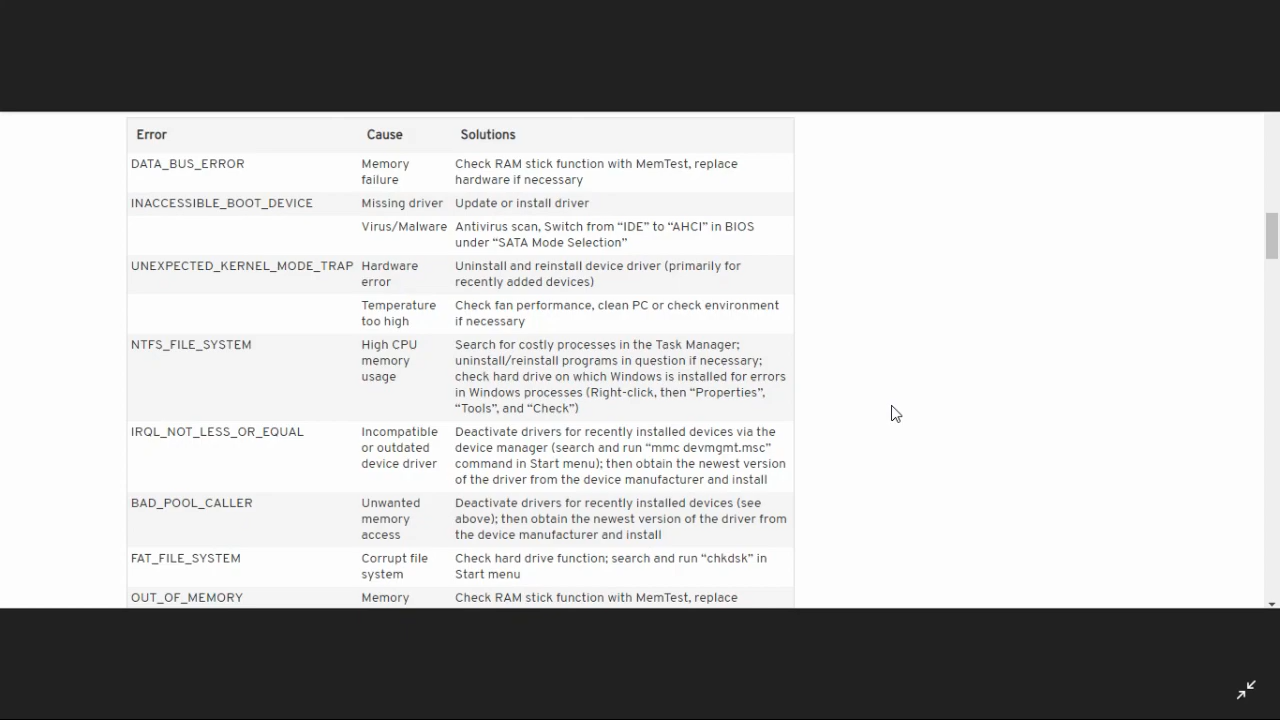 Error Cause Solutions
DATA_BUS_ERROR Memory Check RAM stick function with MemTest, replace
failure hardware if necessary
INACCESSIBLE_BOOT_DEVICE Missing driver Update or install driver
Virus/Malware Antivirus scan, Switch from “IDE” to “AHCI” in BIOS
under “SATA Mode Selection”
UNEXPECTED_KERNEL_MODE_TRAP Hardware Uninstall and reinstall device driver (primarily for
error recently added devices)
Temperature Check fan performance, clean PC or check environment
too high if necessary
NTFS_FILE_SYSTEM High CPU Search for costly processes in the Task Manager;
memory uninstall/reinstall programs in question if necessary;
usage check hard drive on which Windows is installed for errors
in Windows processes (Right-click, then “Properties”,
“Tools”, and “Check”)
IRQL_NOT_LESS_OR_EQUAL Incompatible Deactivate drivers for recently installed devices via the
or outdated device manager (search and run “mmc devmgmt.msc”
device driver command in Start menu); then obtain the newest version
of the driver from the device manufacturer and install
BAD_POOL_CALLER Unwanted Deactivate drivers for recently installed devices (see
memory above); then obtain the newest version of the driver from
access the device manufacturer and install
FAT_FILE_SYSTEM Corrupt file Check hard drive function; search and run “chkdsk” in
system Start menu
OUT_OF_MEMORY Memory Check RAM stick function with MemTest, replace